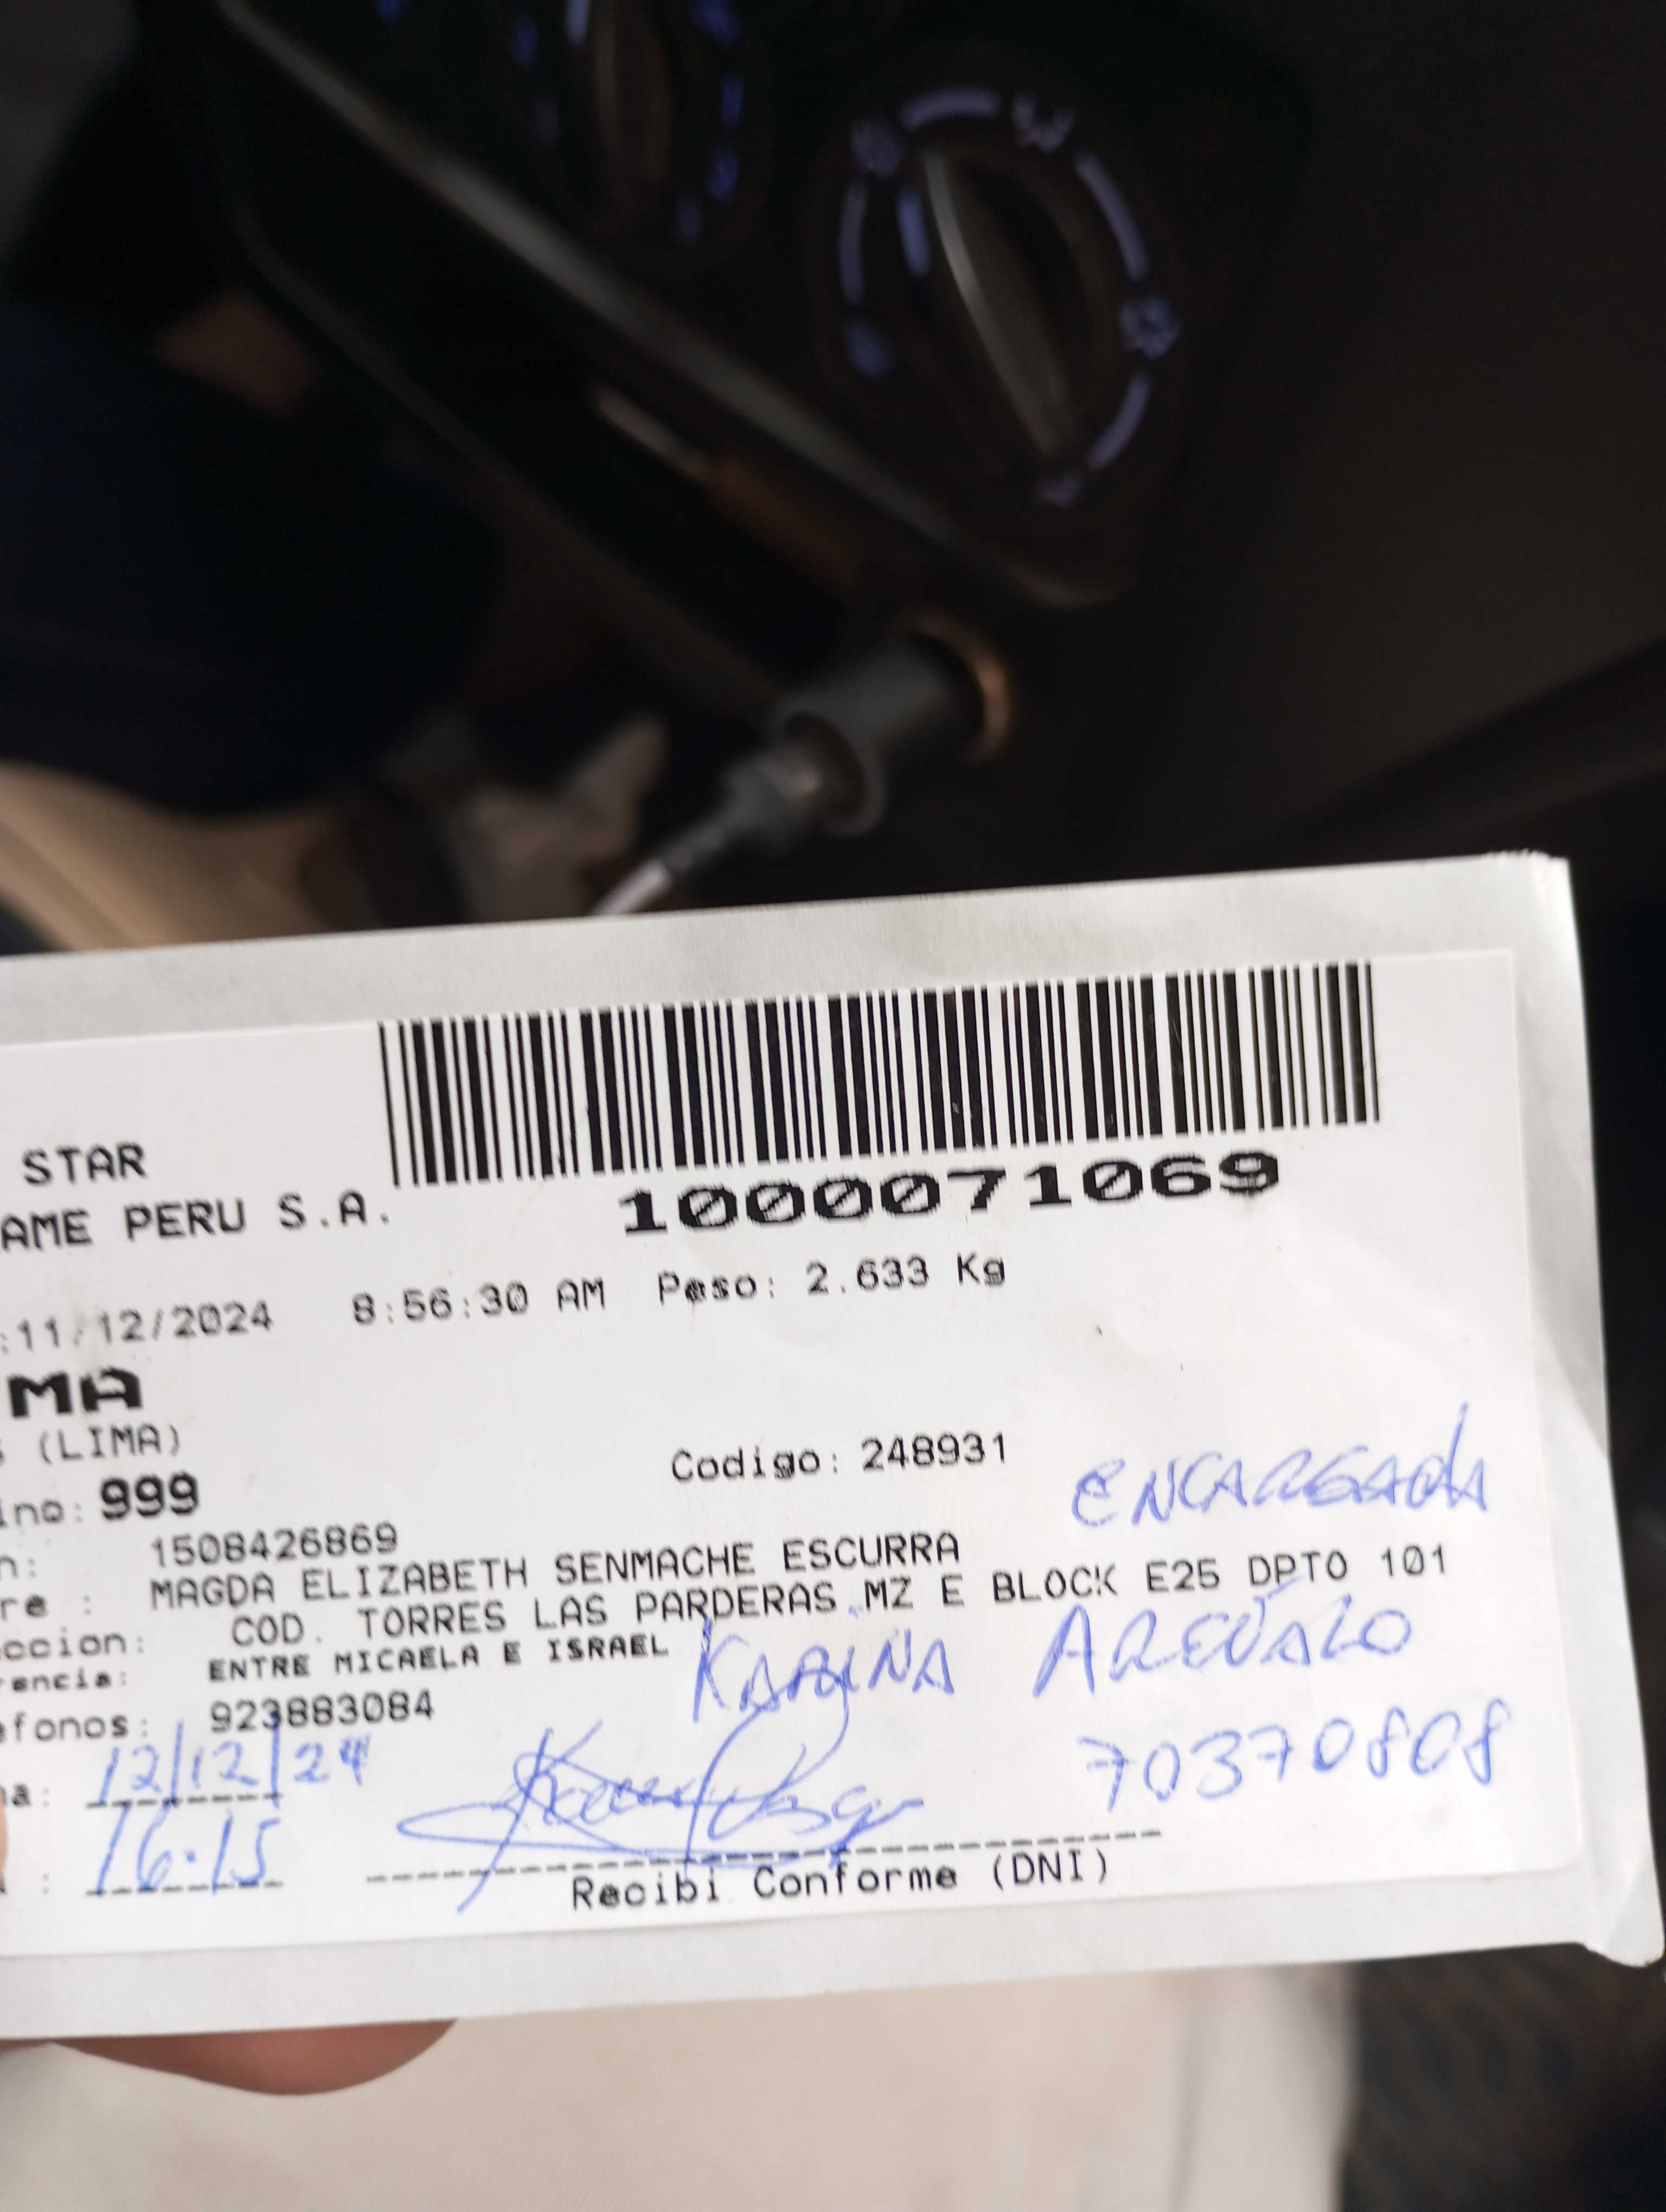 STAR
AME PERU S.A.
1000071069
:11/12/2024 8:56:30 AM Peso: 2.633 Kg
MA
S (LIMA)
Codigo: 248931
ino: 999
ENCARGADA
n: 1508426869
re : MAGDA ELIZABETH SENMACHE ESCURRA
ccion: COD. TORRES LAS PARDERAS MZ E BLOCK E25 DPTO 101
rencia: ENTRE MICAELA E ISRAEL
KARINA AREVALO
efonos: 923883084
70370808
na: 12/12/24
: 16.15
Recibi Conforme (DNI)